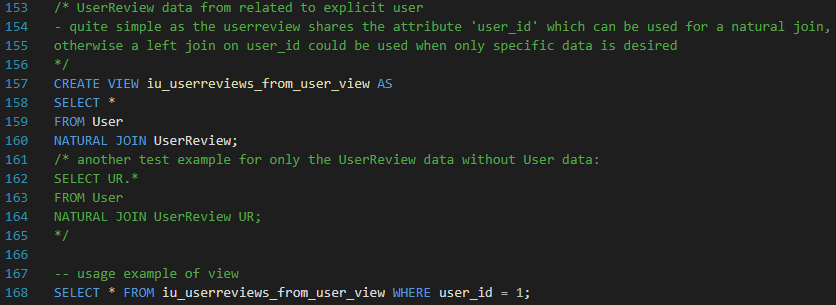 153 /* UserReview data from related to explicit user
154 - quite simple as the userreview shares the attribute 'user_id' which can be used for a natural join,
155 otherwise a left join on user_id could be used when only specific data is desired
156 */
157 CREATE VIEW iu_userreviews_from_user_view AS
158 SELECT *
159 FROM User
160 NATURAL JOIN UserReview;
161 /* another test example for only the UserReview data without User data:
162 SELECT UR.*
163 FROM User
164 NATURAL JOIN UserReview UR;
165 */
166
167 -- usage example of view
168 SELECT * FROM iu_userreviews_from_user_view WHERE user_id = 1;